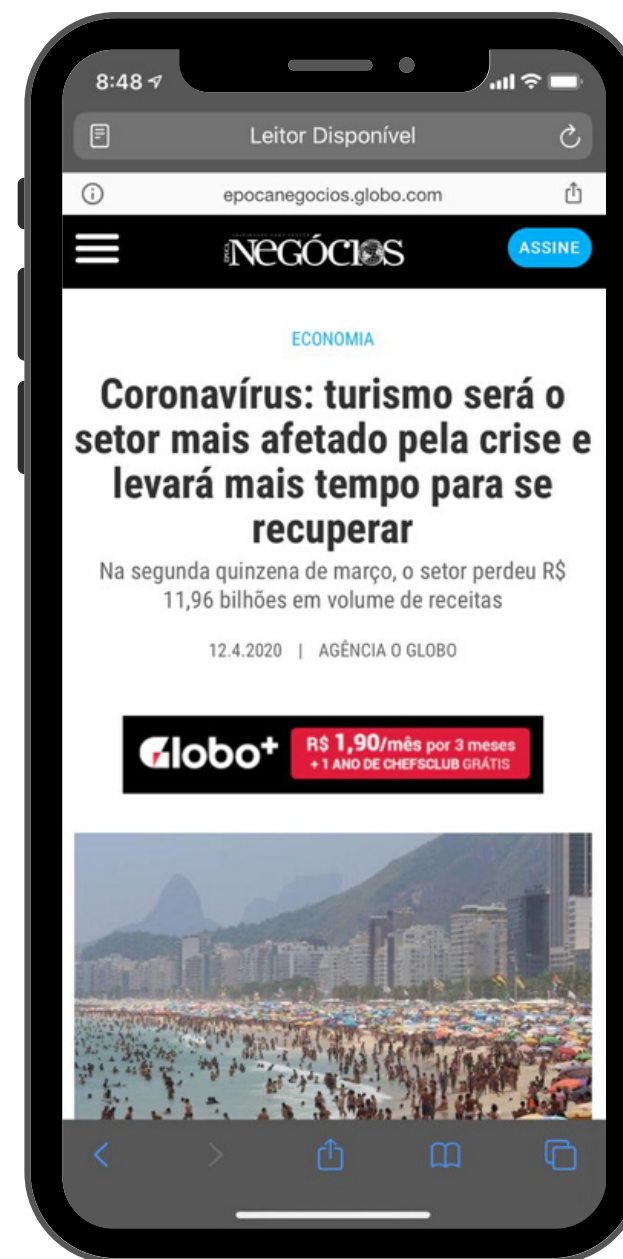 8:48
Leitor Disponível
epocanegocios.globo.com
ÉPOCA NEGÓCIOS
ASSINE
ECONOMIA
Coronavírus: turismo será o
setor mais afetado pela crise e
levará mais tempo para se
recuperar
Na segunda quinzena de março, o setor perdeu R$
11,96 bilhões em volume de receitas
12.4.2020 | AGÊNCIA O GLOBO
Globo+
R$ 1,90/mês por 3 meses
+ 1 ANO DE CHEFSCLUB GRÁTIS